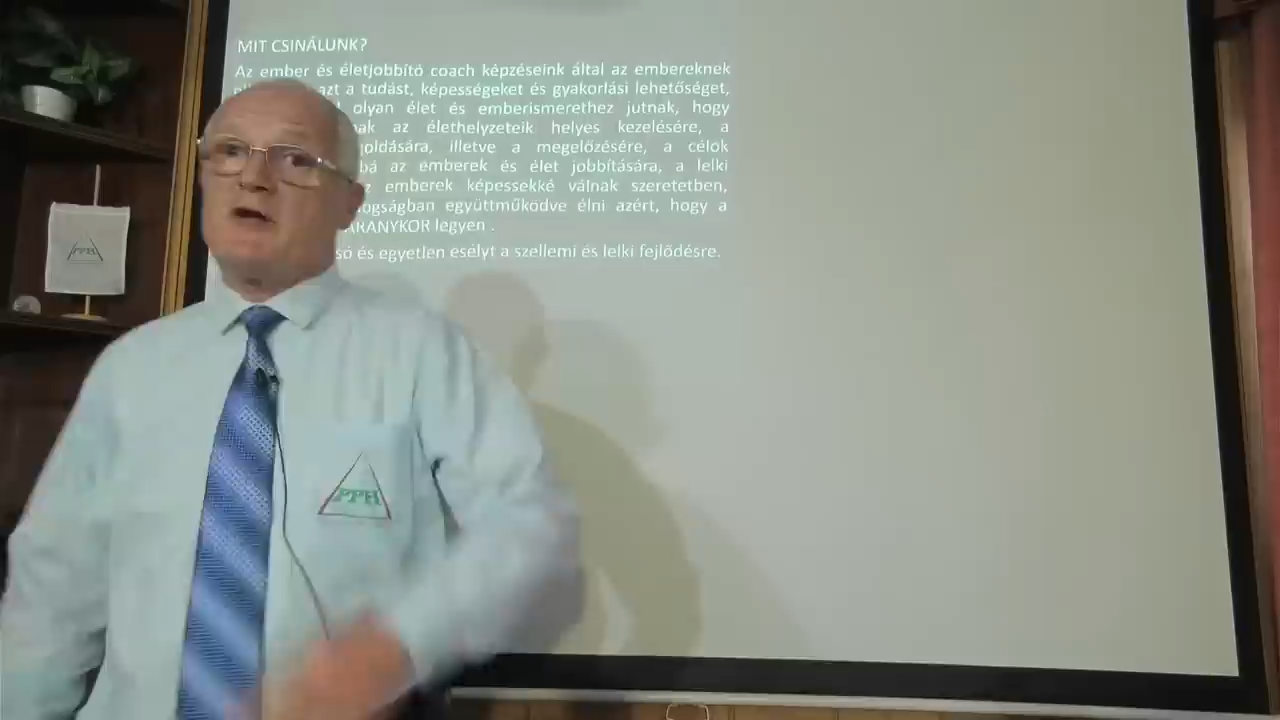 MIT CSINÁLUNK?
Az ember és életjobbító coach képzéseink által az embereknek
azt a tudást, képességeket és gyakorlási lehetőséget,
olyan élet és emberismerethez jutnak, hogy
az élethelyzeteik helyes kezelésére, a
illetve a megelőzésére, a célok
az emberek és élet jobbítására, a lelki
emberek képessekké válnak szeretetben,
együttműködve élni azért, hogy a
ARANYKOR legyen .
és egyetlen esélyt a szellemi és lelki fejlődésre.
PPH
PPH